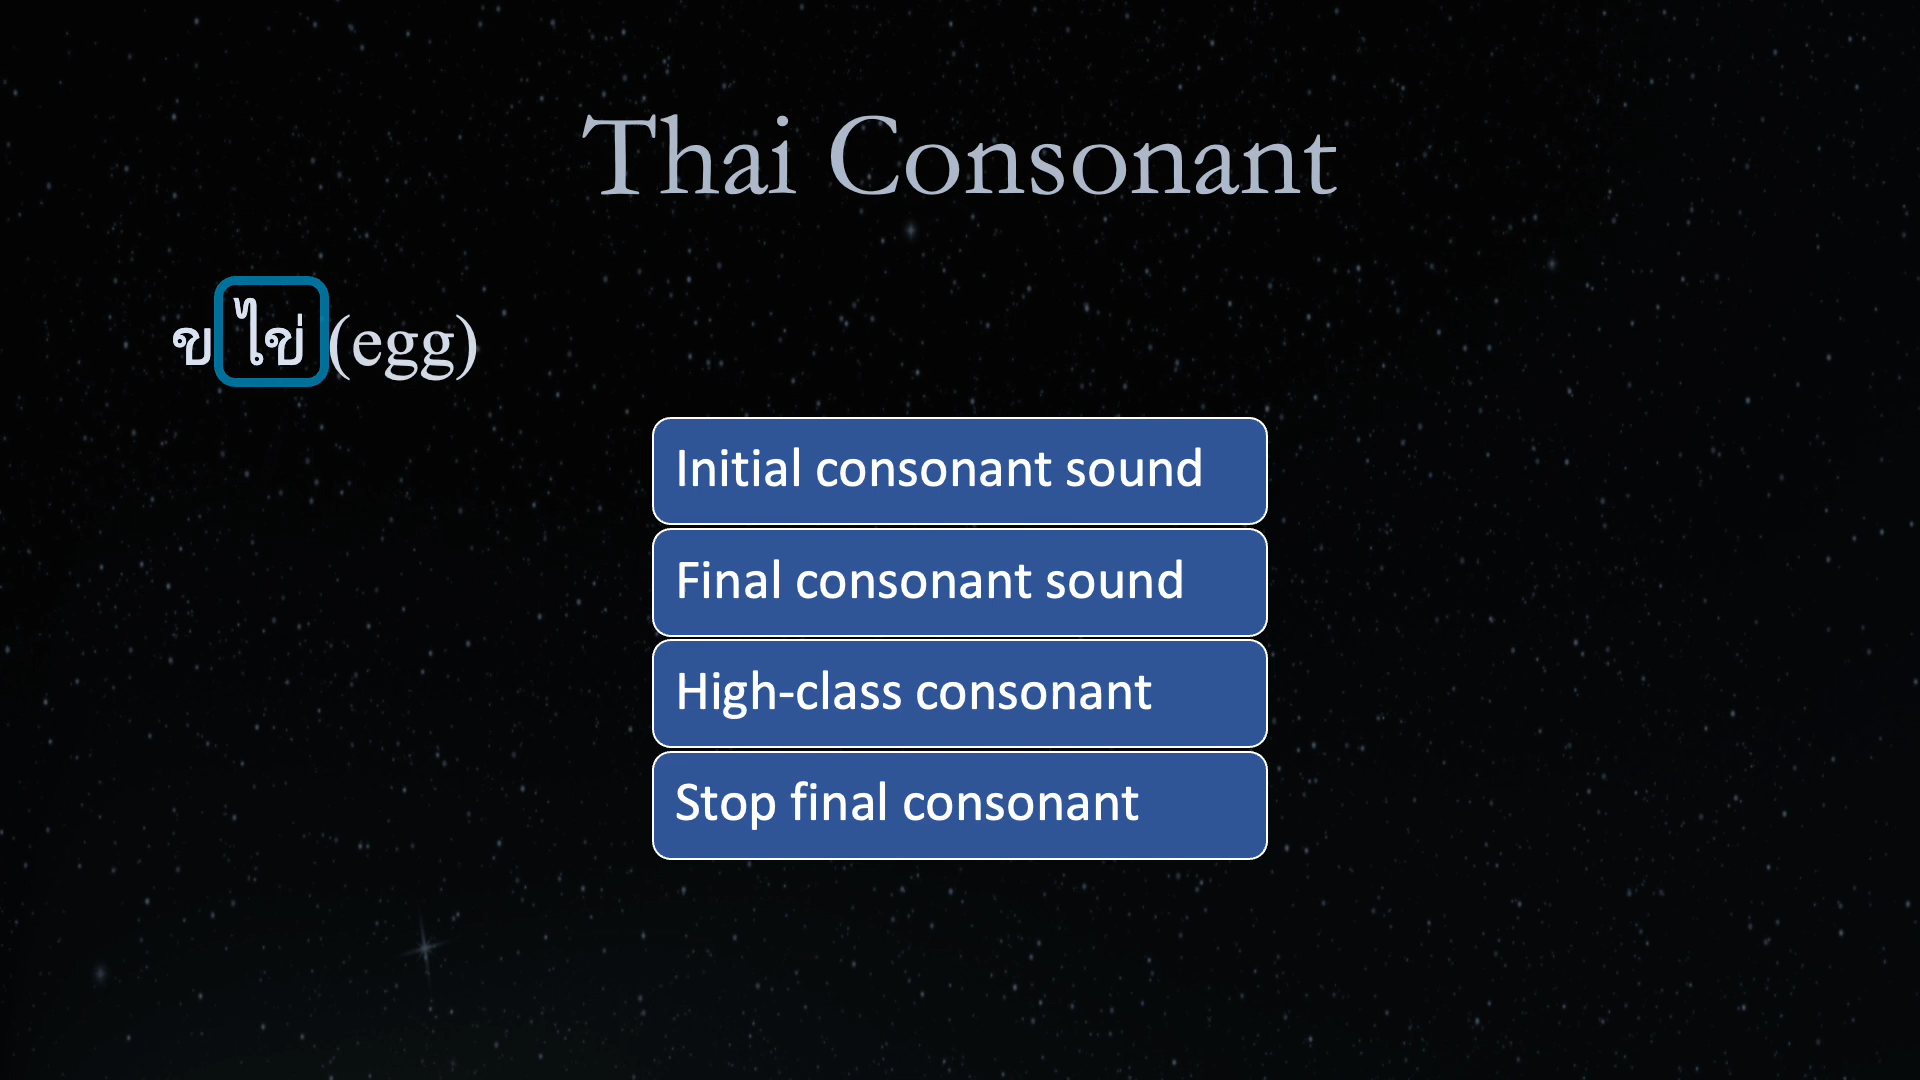 Thai Consonant
ข ไข่ (egg)
Initial consonant sound
Final consonant sound
High-class consonant
Stop final consonant